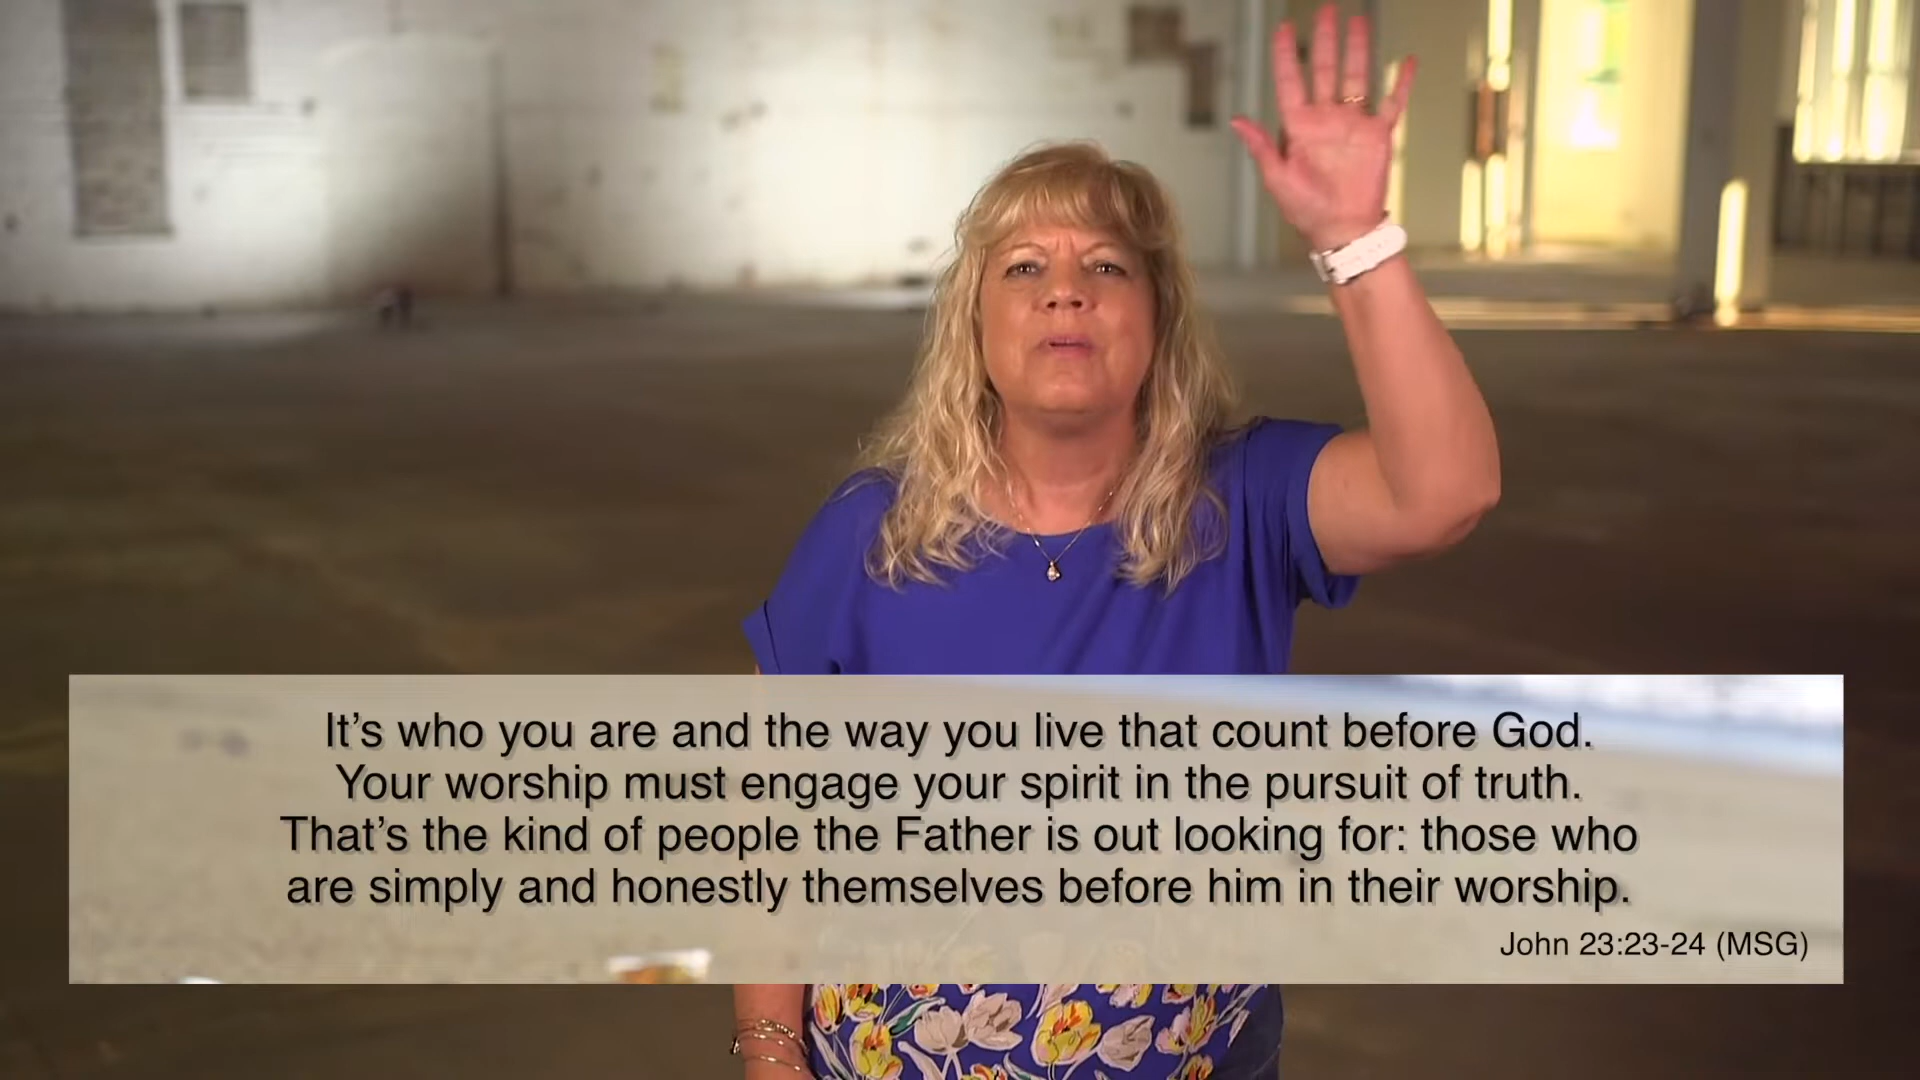 It’s who you are and the way you live that count before God.
Your worship must engage your spirit in the pursuit of truth.
That’s the kind of people the Father is out looking for: those who
are simply and honestly themselves before him in their worship.
John 23:23-24 (MSG)